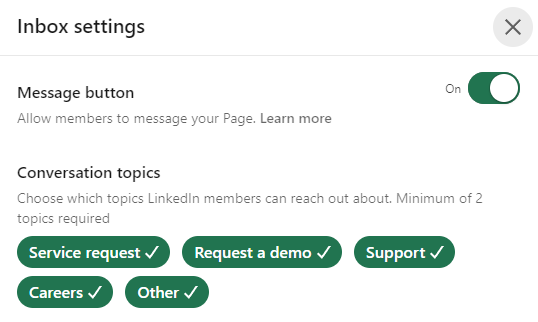 Inbox settings
Message button
On
Allow members to message your Page. Learn more
Conversation topics
Choose which topics LinkedIn members can reach out about. Minimum of 2
topics required
Service request ✓ Request a demo ✓ Support ✓
Careers ✓ Other ✓